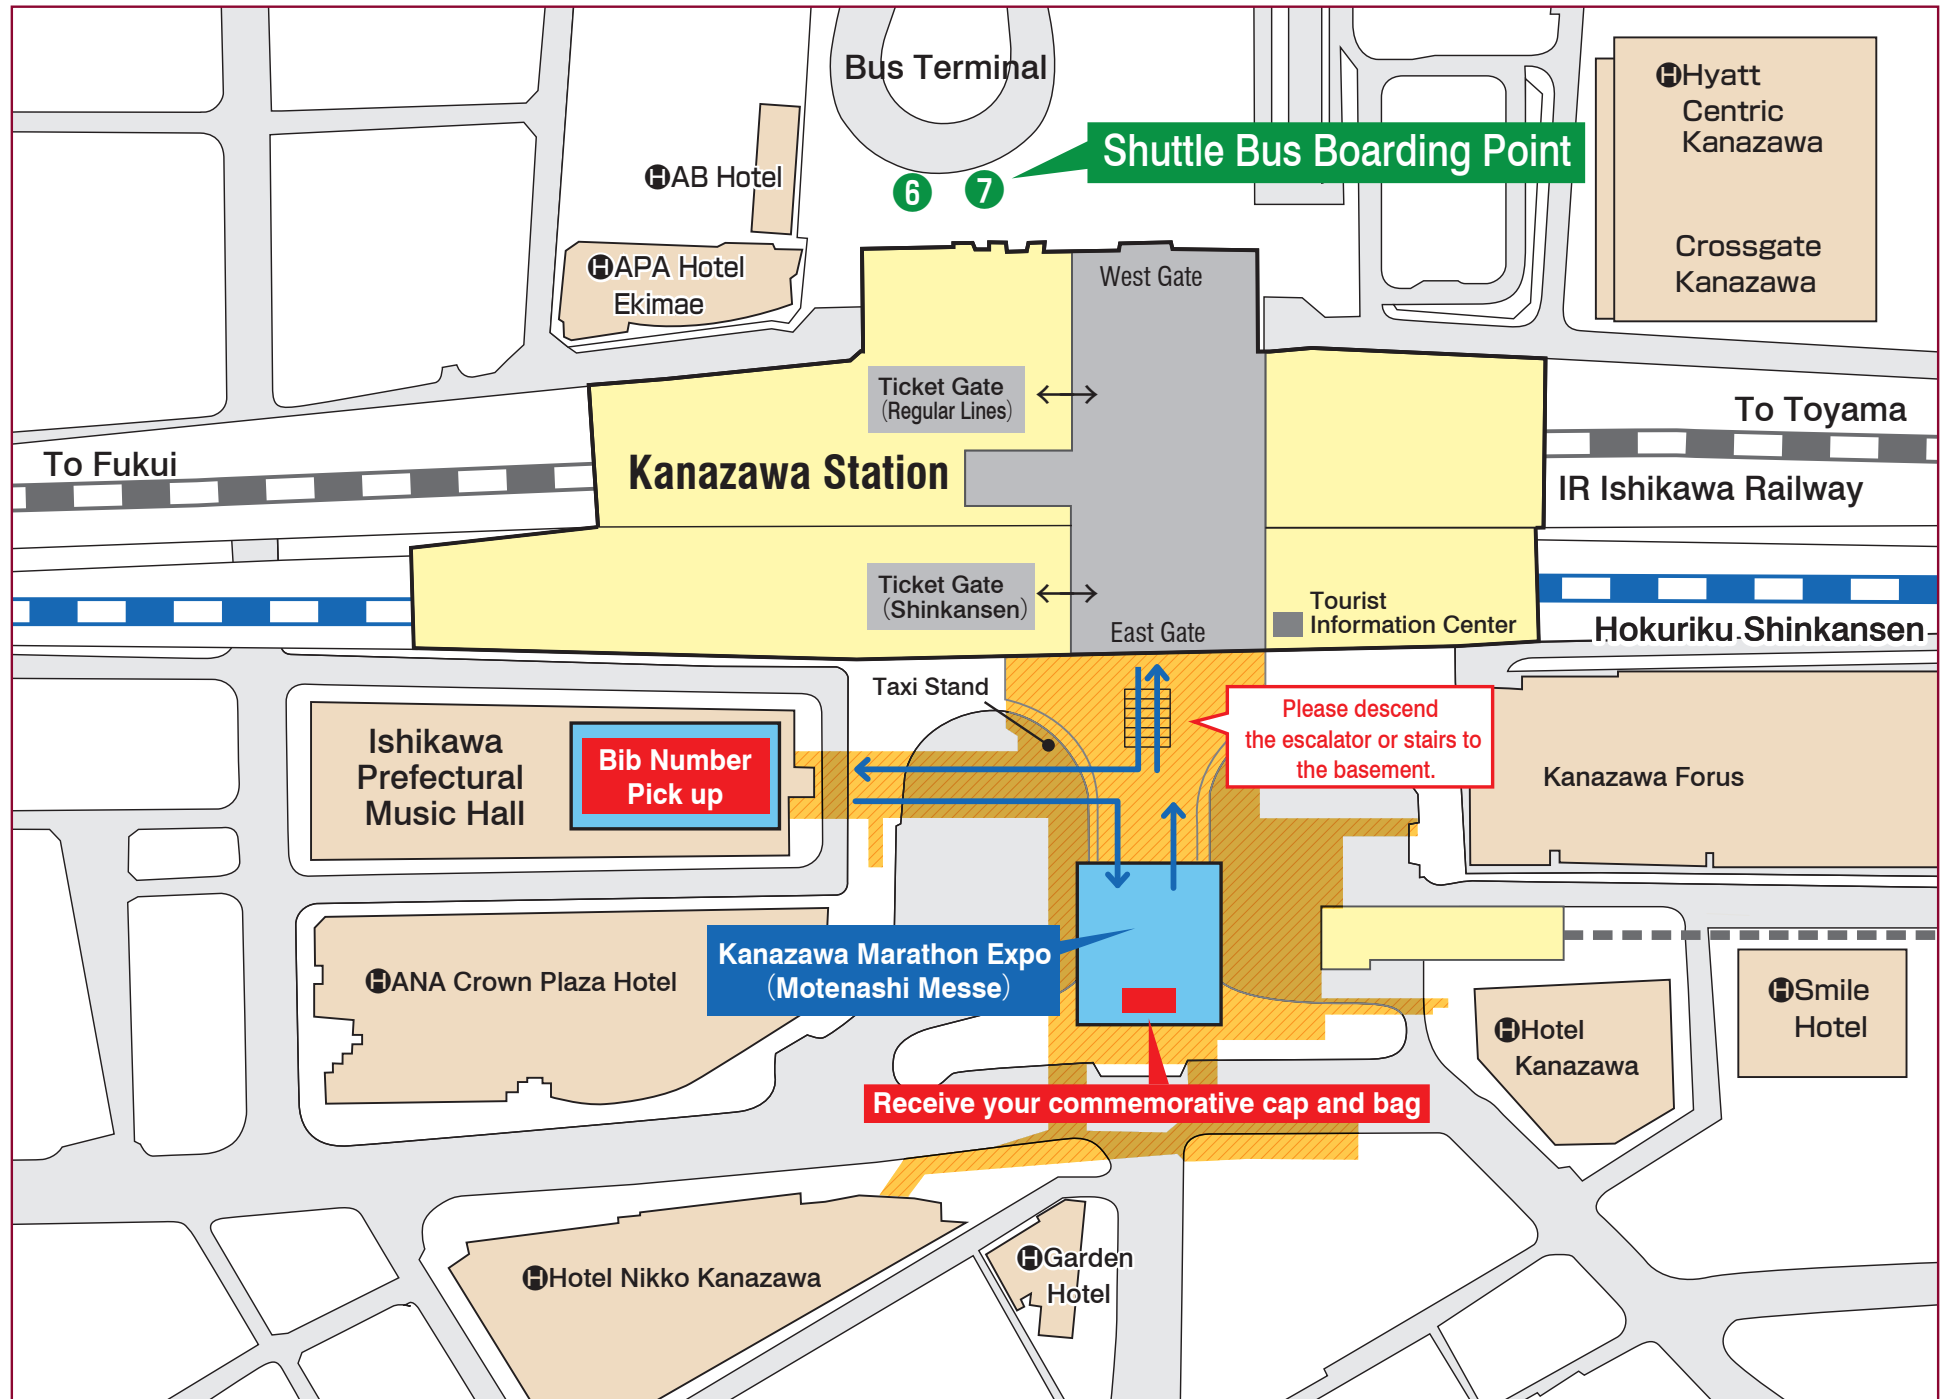 Bus Terminal
6
7
Shuttle Bus Boarding Point
H Hyatt
Centric
Kanazawa
Crossgate
Kanazawa
H AB Hotel
H APA Hotel
Ekimae
West Gate
Ticket Gate
(Regular Lines)
To Toyama
To Fukui
Kanazawa Station
IR Ishikawa Railway
Ticket Gate
(Shinkansen)
East Gate
Tourist
Information Center
Hokuriku Shinkansen
Taxi Stand
Please descend
the escalator or stairs to
the basement.
Ishikawa
Prefectural
Music Hall
Bib Number
Pick up
Kanazawa Forus
Kanazawa Marathon Expo
(Motenashi Messe)
H ANA Crown Plaza Hotel
H Smile
Hotel
H Hotel
Kanazawa
Receive your commemorative cap and bag
H Hotel Nikko Kanazawa
H Garden
Hotel